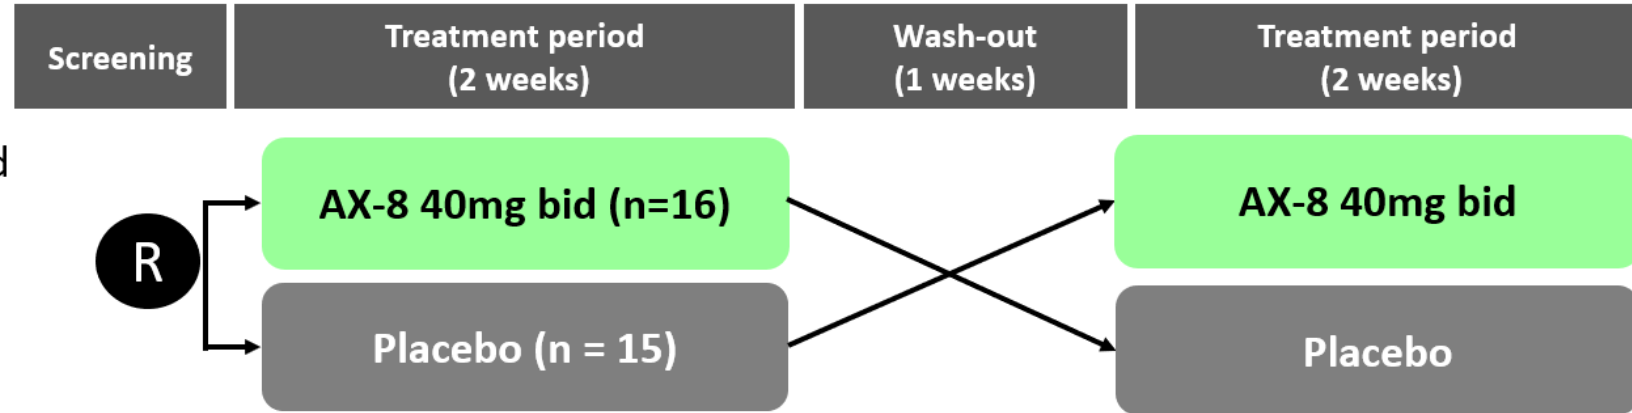 Screening
Treatment period
(2 weeks)
Wash-out
(1 weeks)
Treatment period
(2 weeks)
R
AX-8 40mg bid (n=16)
AX-8 40mg bid
Placebo (n = 15)
Placebo